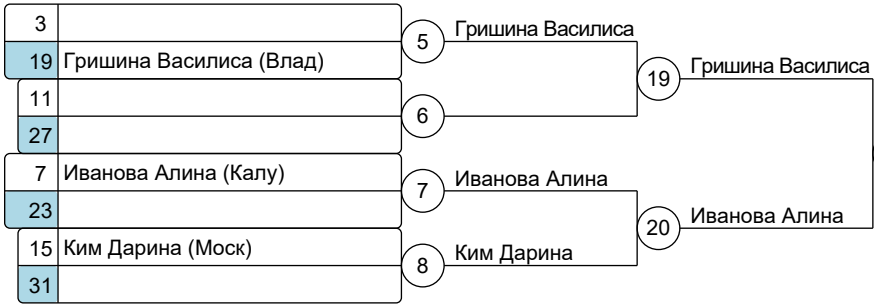 3
5
Гришина Василиса
19 Гришина Василиса (Влад)
19
Гришина Василиса
11
6
27
7 Иванова Алина (Калу)
7
Иванова Алина
23
20
Иванова Алина
15 Ким Дарина (Моск)
8
Ким Дарина
31